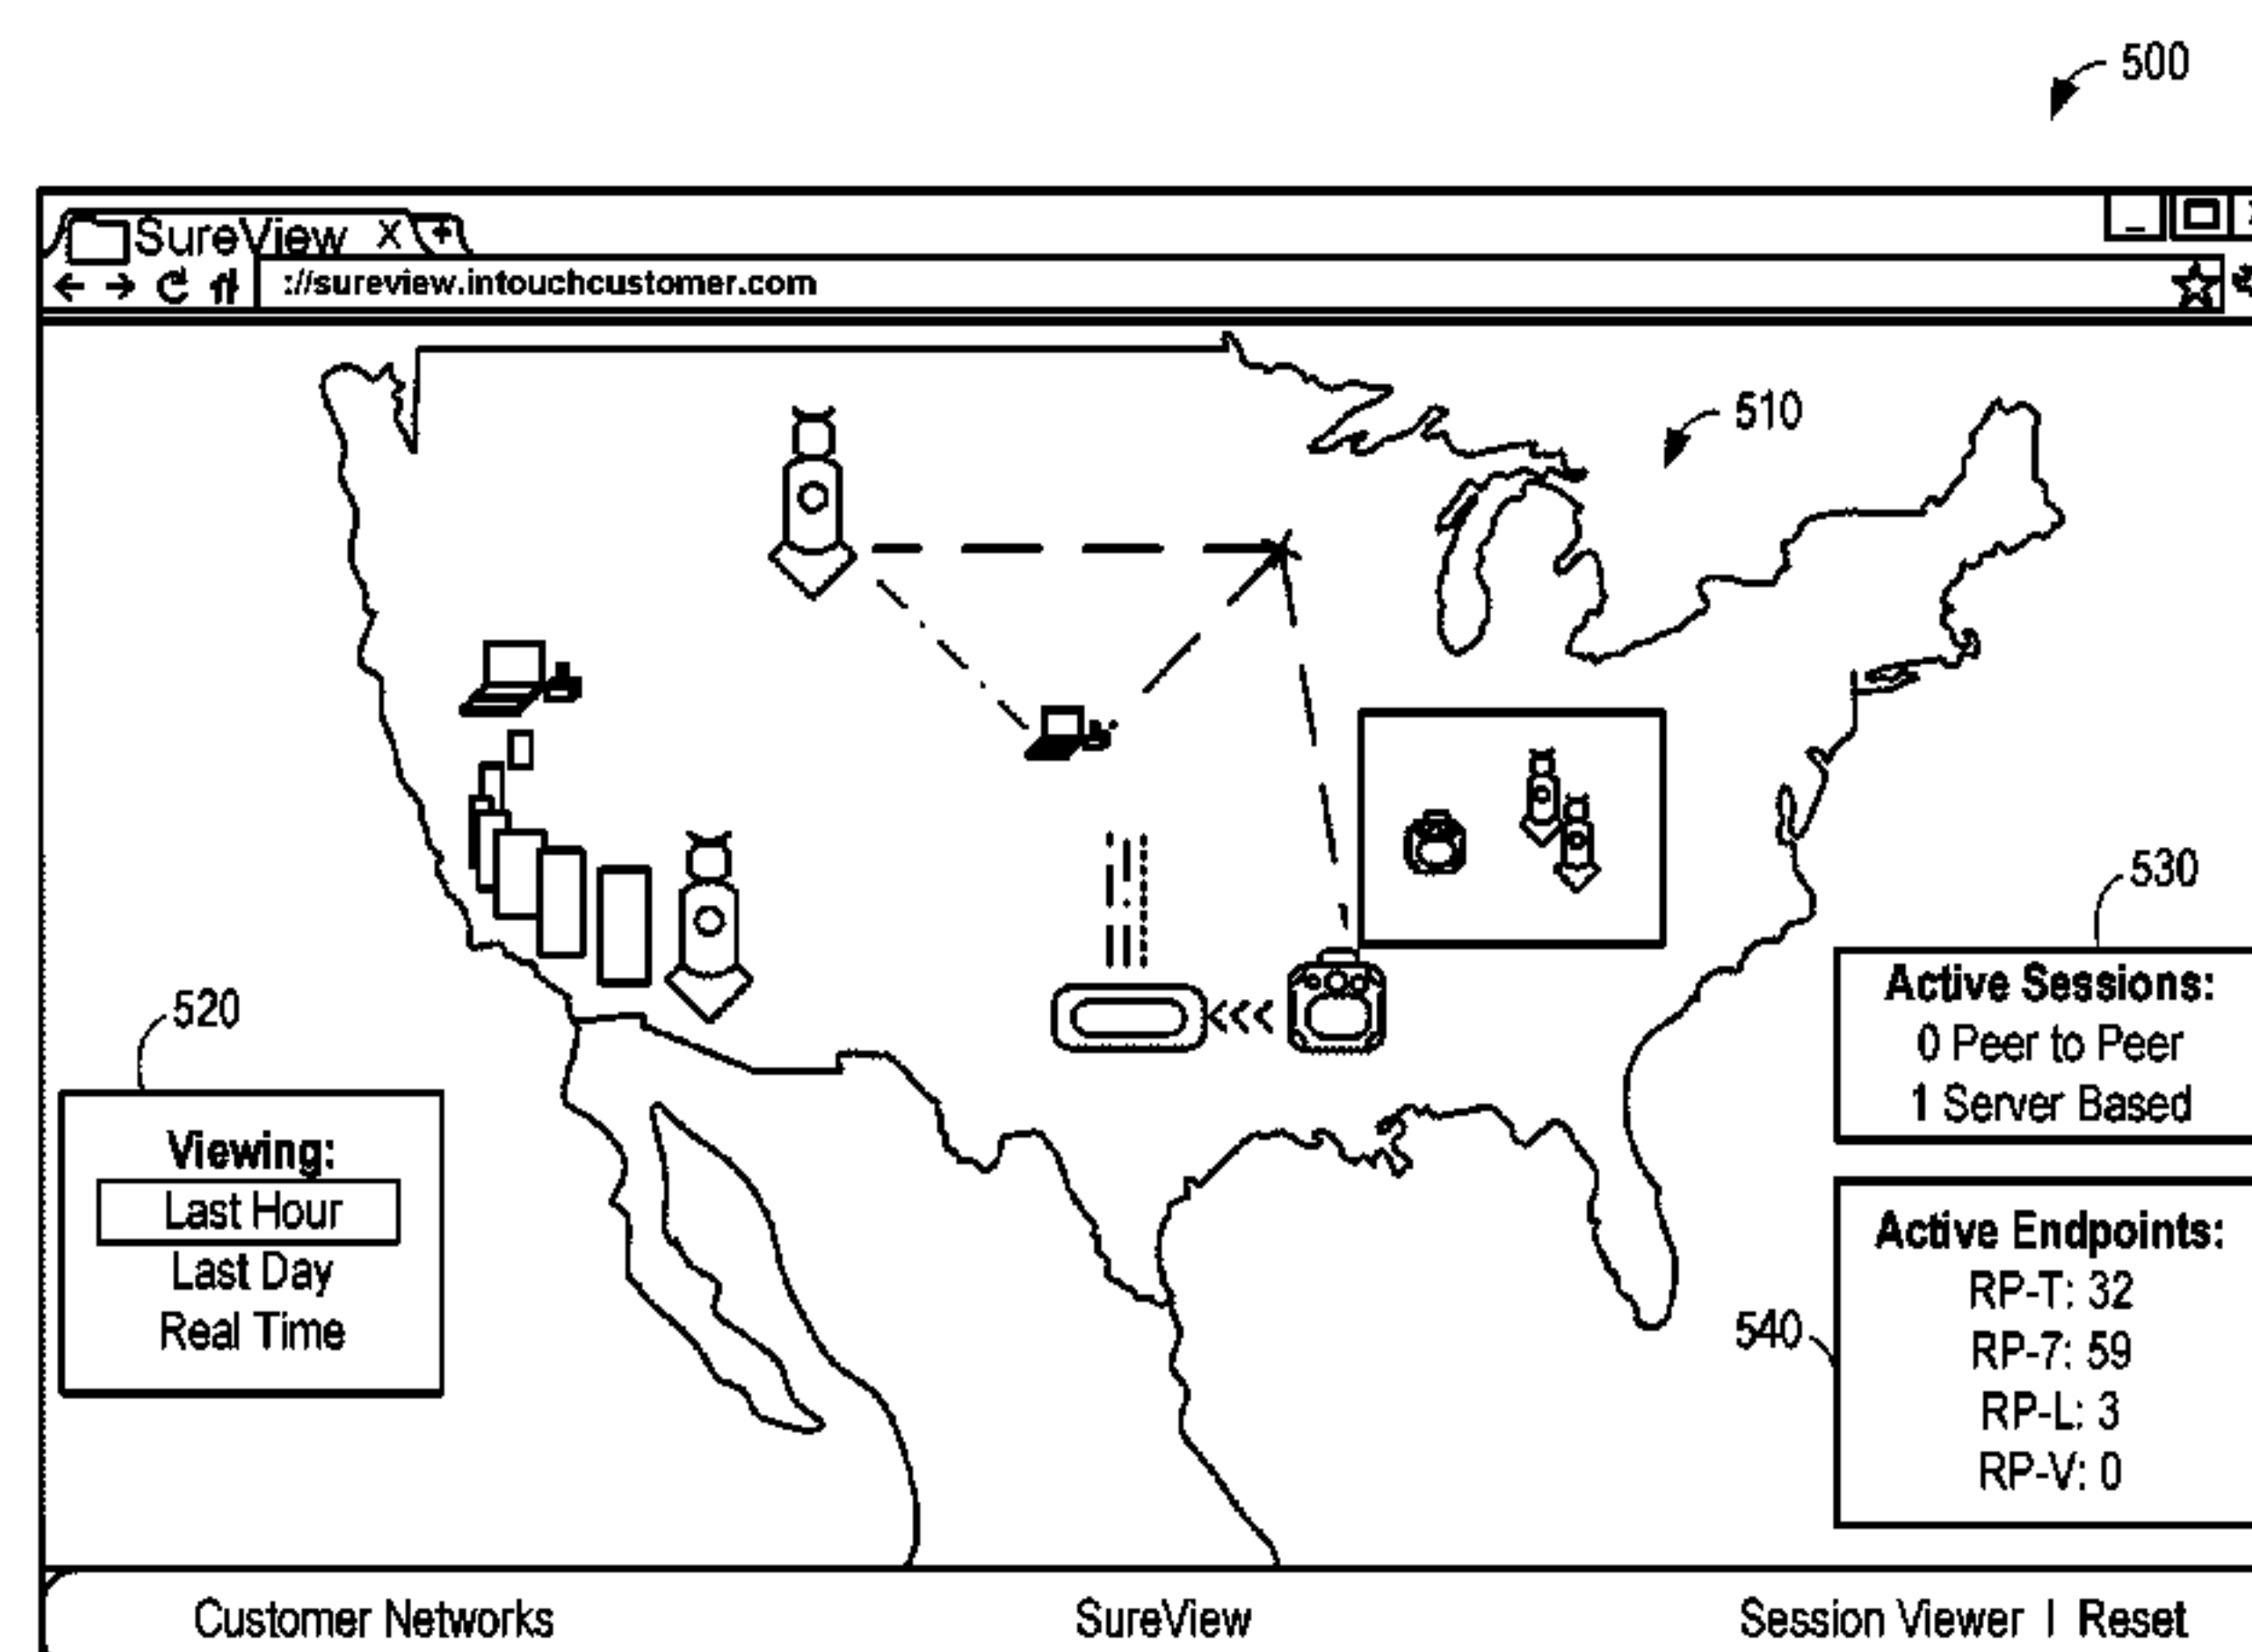 500
SureView X +
://sureview.intouchcustomer.com
510
530
Active Sessions:
0 Peer to Peer
1 Server Based
520
Viewing:
Last Hour
Last Day
Real Time
540
Active Endpoints:
RP-T: 32
RP-7: 59
RP-L: 3
RP-V: 0
Customer Networks SureView Session Viewer | Reset